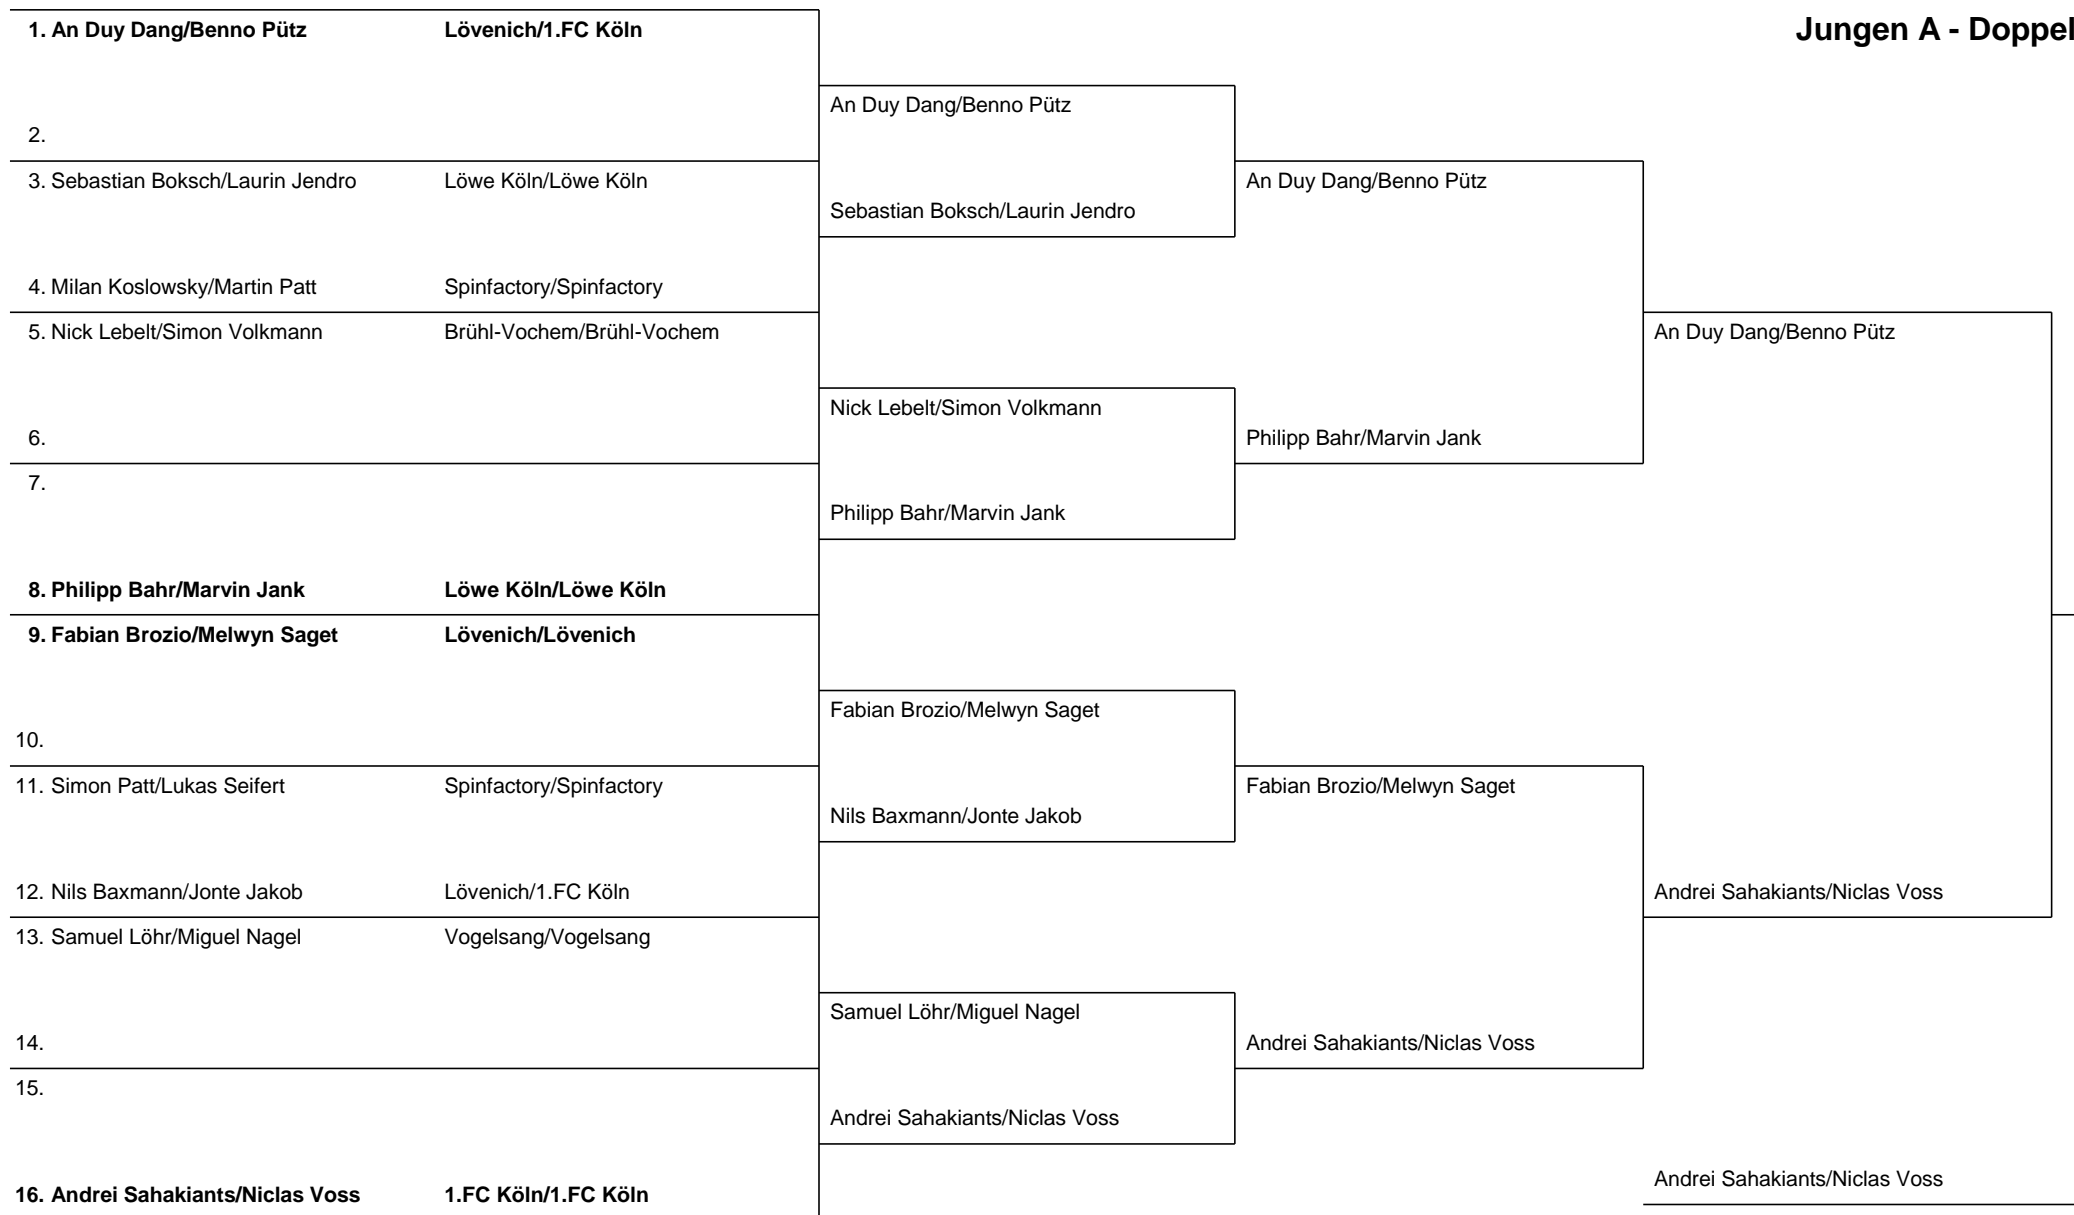 Jungen A - Doppel
1. An Duy Dang/Benno Pütz Lövenich/1.FC Köln
An Duy Dang/Benno Pütz
2.
3. Sebastian Boksch/Laurin Jendro Löwe Köln/Löwe Köln
An Duy Dang/Benno Pütz
Sebastian Boksch/Laurin Jendro
4. Milan Koslowsky/Martin Patt Spinfactory/Spinfactory
5. Nick Lebelt/Simon Volkmann Brühl-Vochem/Brühl-Vochem
An Duy Dang/Benno Pütz
Nick Lebelt/Simon Volkmann
6.
Philipp Bahr/Marvin Jank
7.
Philipp Bahr/Marvin Jank
8. Philipp Bahr/Marvin Jank Löwe Köln/Löwe Köln
9. Fabian Brozio/Melwyn Saget Lövenich/Lövenich
Fabian Brozio/Melwyn Saget
10.
11. Simon Patt/Lukas Seifert Spinfactory/Spinfactory
Fabian Brozio/Melwyn Saget
Nils Baxmann/Jonte Jakob
12. Nils Baxmann/Jonte Jakob Lövenich/1.FC Köln
Andrei Sahakiants/Niclas Voss
13. Samuel Löhr/Miguel Nagel Vogelsang/Vogelsang
Samuel Löhr/Miguel Nagel
14.
Andrei Sahakiants/Niclas Voss
15.
Andrei Sahakiants/Niclas Voss
Andrei Sahakiants/Niclas Voss
16. Andrei Sahakiants/Niclas Voss 1.FC Köln/1.FC Köln